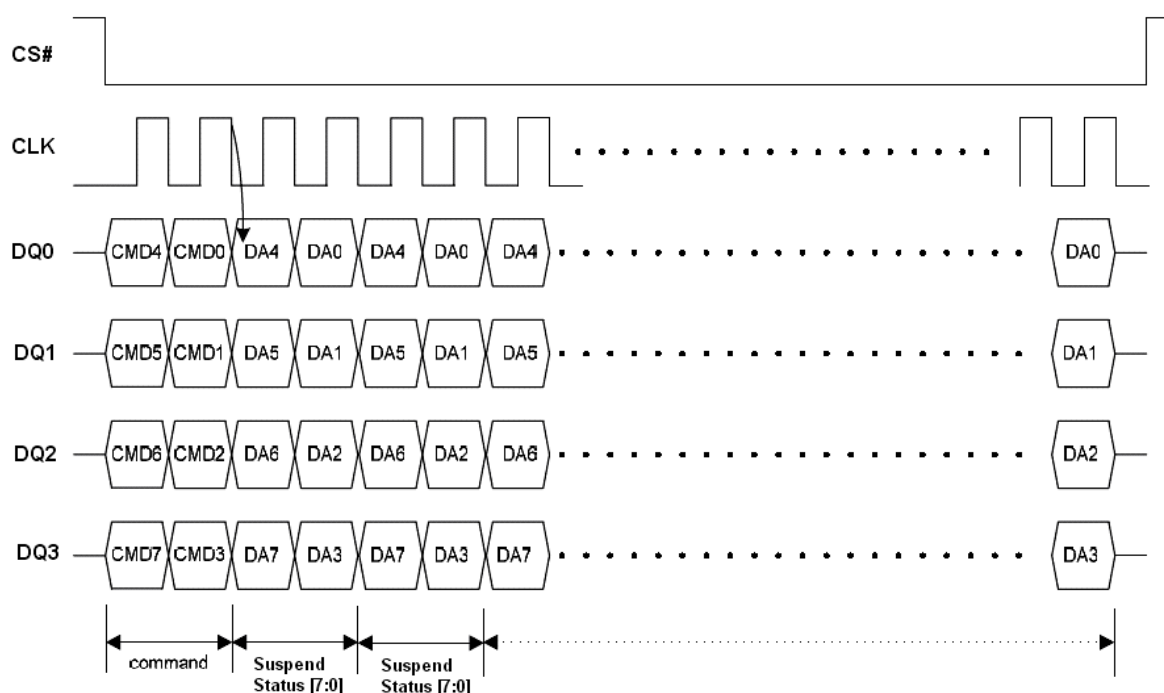 CS#
CLK
DQ0 CMD4 CMD0 DA4 DA0 DA4 DA0 DA4 DA0
DQ1 CMD5 CMD1 DA5 DA1 DA5 DA1 DA5 DA1
DQ2 CMD6 CMD2 DA6 DA2 DA6 DA2 DA6 DA2
DQ3 CMD7 CMD3 DA7 DA3 DA7 DA3 DA7 DA3
command
Suspend
Status [7:0]
Suspend
Status [7:0]